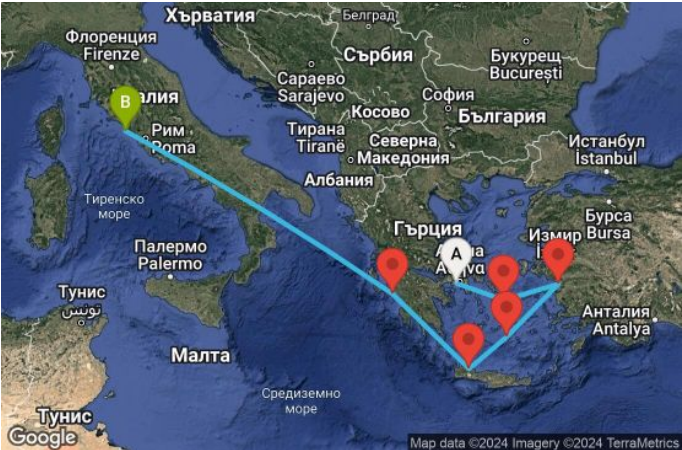 Хърватия
Белград
Флоренция
Firenze
Сърбия
Букурещ
București
Сараево
Sarajevo
София
B
Косово
България
Рим
Roma
Тирана
Tiranë
Северна
Македония
Истанбул
İstanbul
Албания
Тиренско
море
Бурса
Bursa
Гърция
Измир
Палермо
Palermo
A
Тунис
تونس
Анталия
Antalya
Малта
Средиземно
море
Тунис
Google
Map data ©2024 Imagery ©2024 TerraMetrics